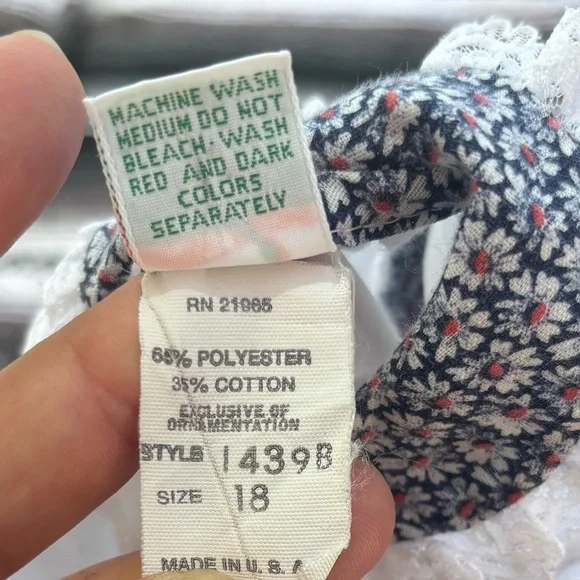 MACHINE WASH
MEDIUM DO NOT
BLEACH. WASH
RED AND DARK
COLORS
SEPARATELY
RN 21965
65% POLYESTER
35% COTTON
EXCLUSIVE OF
ORNAMENTATION
STYLE 14398
SIZE 18
MADE IN U. S. A